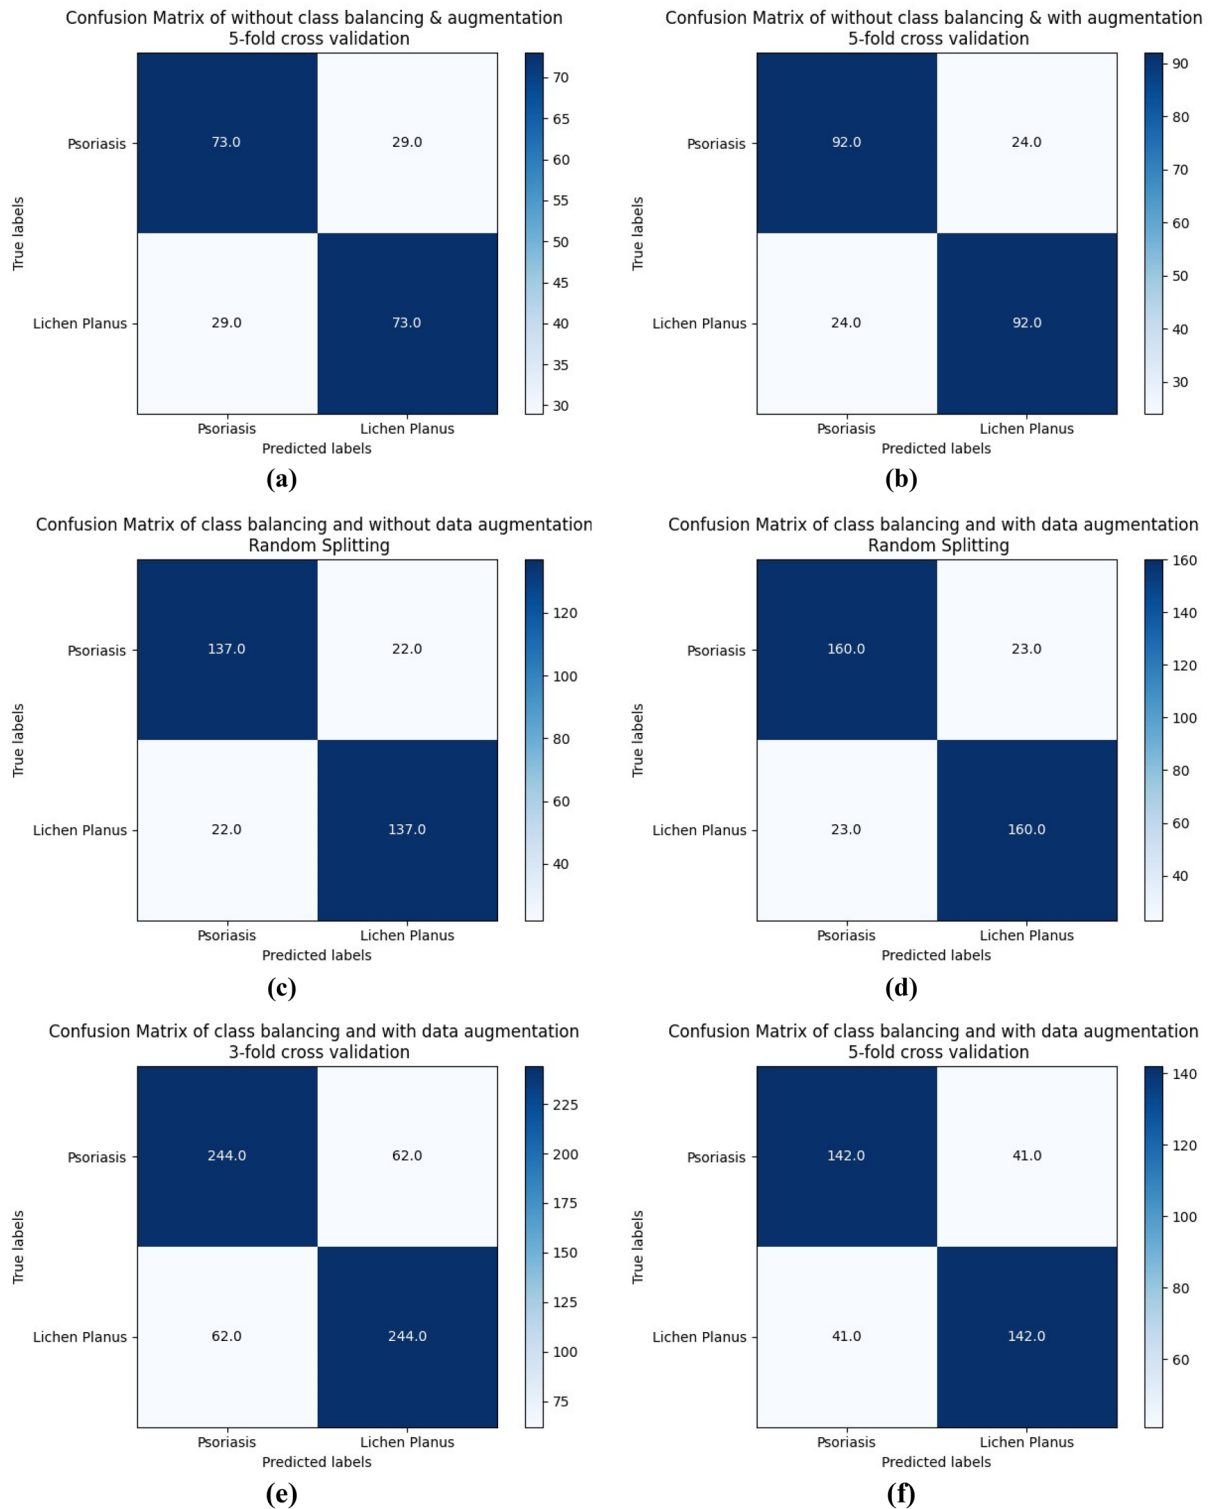 Confusion Matrix of without class balancing & augmentation
5-fold cross validation
Psoriasis
73.0
29.0
Lichen Planus
29.0
73.0
True labels
Psoriasis
Lichen Planus
Predicted labels
70
65
60
55
50
45
40
35
30
(a)
Confusion Matrix of without class balancing & with augmentation
5-fold cross validation
Psoriasis
92.0
24.0
Lichen Planus
24.0
92.0
True labels
Psoriasis
Lichen Planus
Predicted labels
90
80
70
60
50
40
30
(b)
Confusion Matrix of class balancing and without data augmentation
Random Splitting
Psoriasis
137.0
22.0
Lichen Planus
22.0
137.0
True labels
Psoriasis
Lichen Planus
Predicted labels
120
100
80
60
40
(c)
Confusion Matrix of class balancing and with data augmentation
Random Splitting
Psoriasis
160.0
23.0
Lichen Planus
23.0
160.0
True labels
Psoriasis
Lichen Planus
Predicted labels
160
140
120
100
80
60
40
(d)
Confusion Matrix of class balancing and with data augmentation
3-fold cross validation
Psoriasis
244.0
62.0
Lichen Planus
62.0
244.0
True labels
Psoriasis
Lichen Planus
Predicted labels
225
200
175
150
125
100
75
(e)
Confusion Matrix of class balancing and with data augmentation
5-fold cross validation
Psoriasis
142.0
41.0
Lichen Planus
41.0
142.0
True labels
Psoriasis
Lichen Planus
Predicted labels
140
120
100
80
60
(f)